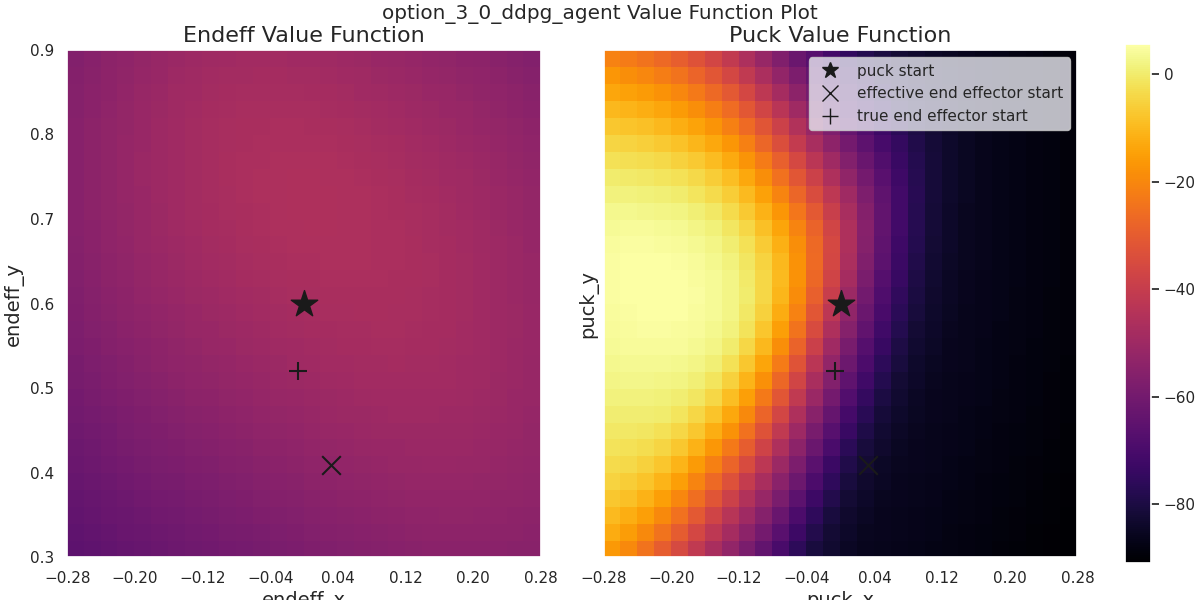 option_3_0_ddpg_agent Value Function Plot
Endeff Value Function
Puck Value Function
puck start
effective end effector start
true end effector start
0.9
0.8
0.7
0.6
0.5
0.4
0.3
endeff_y
puck_y
0
−20
−40
−60
−80
−0.28 −0.20 −0.12 −0.04 0.04 0.12 0.20 0.28
−0.28 −0.20 −0.12 −0.04 0.04 0.12 0.20 0.28
endeff_x
puck_x